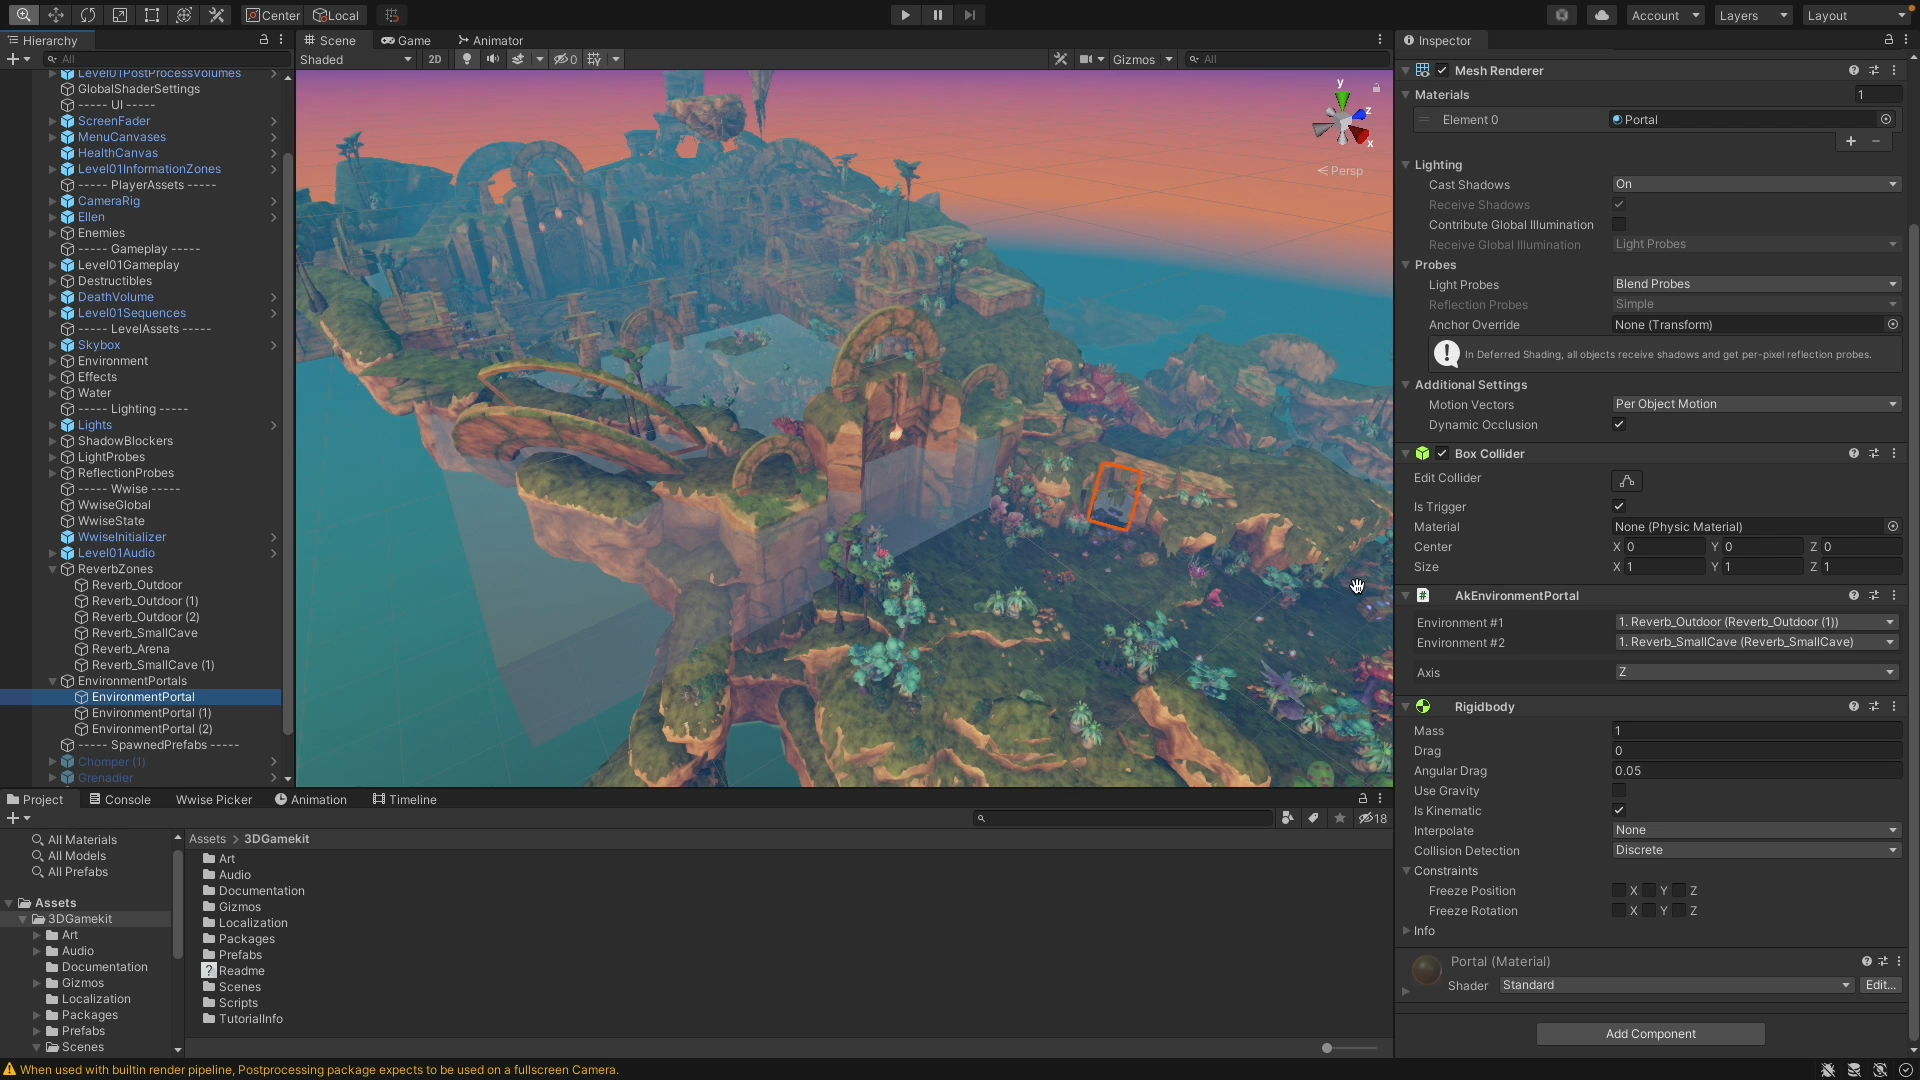 Center
Local
Account
Layers
Layout
Hierarchy
All
Level01PostProcessVolumes
GlobalShaderSettings
----- UI -----
ScreenFader
MenuCanvases
HealthCanvas
Level01InformationZones
----- PlayerAssets -----
CameraRig
Ellen
Enemies
----- Gameplay -----
Level01Gameplay
Destructibles
DeathVolume
Level01Sequences
----- LevelAssets -----
Skybox
Environment
Effects
Water
----- Lighting -----
Lights
ShadowBlockers
LightProbes
ReflectionProbes
----- Wwise -----
WwiseGlobal
WwiseState
WwiseInitializer
Level01Audio
ReverbZones
Reverb_Outdoor
Reverb_Outdoor (1)
Reverb_Outdoor (2)
Reverb_SmallCave
Reverb_Arena
Reverb_SmallCave (1)
EnvironmentPortals
EnvironmentPortal
EnvironmentPortal (1)
EnvironmentPortal (2)
----- SpawnedPrefabs -----
Chomper (1)
Grenadier
Scene
Game
Animator
Shaded
2D
0
Gizmos
All
y
z
x
Persp
Inspector
Mesh Renderer
Materials 1
Element 0 Portal
Lighting
Cast Shadows On
Receive Shadows
Contribute Global Illumination
Receive Global Illumination Light Probes
Probes
Light Probes Blend Probes
Reflection Probes Simple
Anchor Override None (Transform)
In Deferred Shading, all objects receive shadows and get per-pixel reflection probes.
Additional Settings
Motion Vectors Per Object Motion
Dynamic Occlusion
Box Collider
Edit Collider
Is Trigger
Material None (Physic Material)
Center X 0 Y 0 Z 0
Size X 1 Y 1 Z 1
# AkEnvironmentPortal
Environment #1 1. Reverb_Outdoor (Reverb_Outdoor (1))
Environment #2 1. Reverb_SmallCave (Reverb_SmallCave)
Axis Z
Rigidbody
Mass 1
Drag 0
Angular Drag 0.05
Use Gravity
Is Kinematic
Interpolate None
Collision Detection Discrete
Constraints
Freeze Position X Y Z
Freeze Rotation X Y Z
Info
Portal (Material)
Shader Standard Edit...
Add Component
Project
Console
Wwise Picker
Animation
Timeline
18
All Materials
All Models
All Prefabs
Assets
3DGamekit
Art
Audio
Documentation
Gizmos
Localization
Packages
Prefabs
Scenes
Assets > 3DGamekit
Art
Audio
Documentation
Gizmos
Localization
Packages
Prefabs
Readme
Scenes
Scripts
TutorialInfo
When used with builtin render pipeline, Postprocessing package expects to be used on a fullscreen Camera.